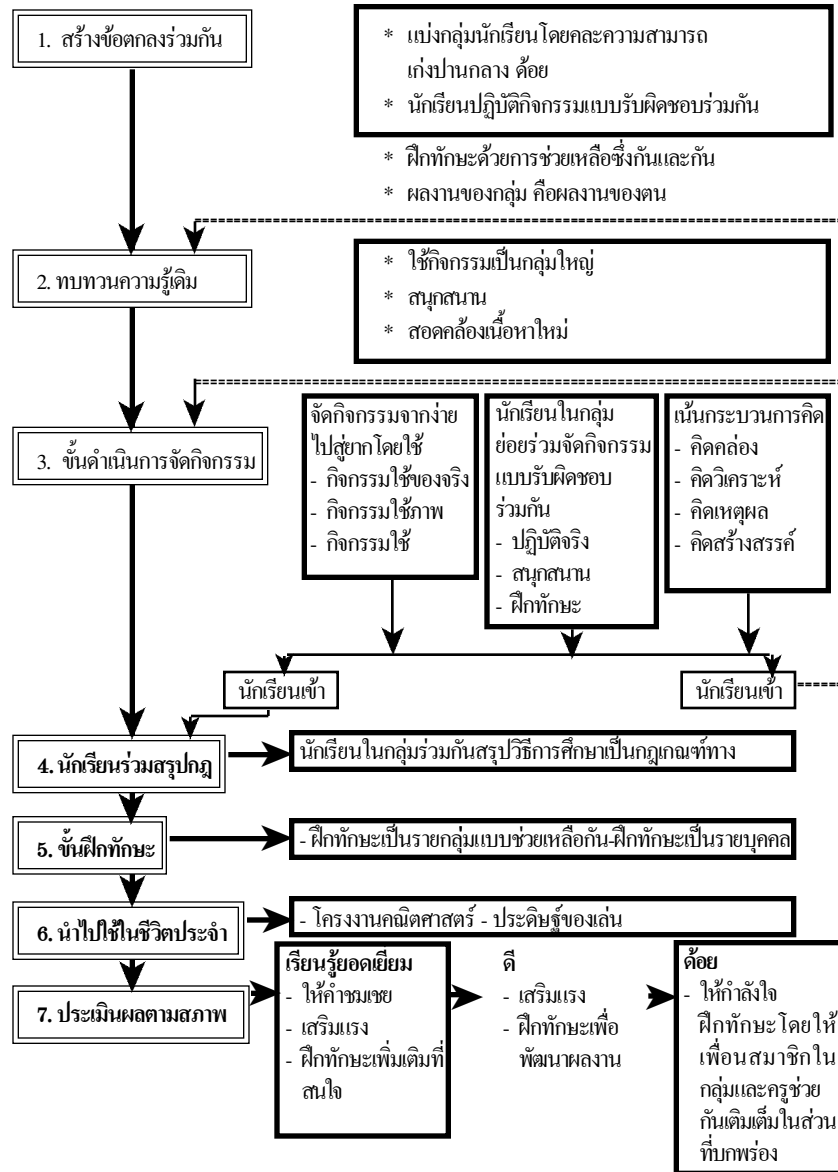 1. สร้างข้อตกลงร่วมกัน
* แบ่งกลุ่มนักเรียนโดยคละความสามารถ
เก่งปานกลาง ด้อย
* นักเรียนปฏิบัติกิจกรรมแบบรับผิดชอบร่วมกัน
* ฝึกทักษะด้วยการช่วยเหลือซึ่งกันและกัน
* ผลงานของกลุ่ม คือผลงานของตน
2. ทบทวนความรู้เดิม
* ใช้กิจกรรมเป็นกลุ่มใหญ่
* สนุกสนาน
* สอดคล้องเนื้อหาใหม่
3. ขั้นดำเนินการจัดกิจกรรม
จัดกิจกรรมจากง่าย
ไปสู่ยากโดยใช้
- กิจกรรมใช้ของจริง
- กิจกรรมใช้ภาพ
- กิจกรรมใช้
นักเรียนในกลุ่ม
ย่อยร่วมจัดกิจกรรม
แบบรับผิดชอบ
ร่วมกัน
- ปฏิบัติจริง
- สนุกสนาน
- ฝึกทักษะ
เน้นกระบวนการคิด
- คิดคล่อง
- คิดวิเคราะห์
- คิดเหตุผล
- คิดสร้างสรรค์
นักเรียนเข้า
นักเรียนเข้า
4. นักเรียนร่วมสรุปกฎ
นักเรียนในกลุ่มร่วมกันสรุปวิธีการศึกษาเป็นกฎเกณฑ์ทาง
5. ขั้นฝึกทักษะ
- ฝึกทักษะเป็นรายกลุ่มแบบช่วยเหลือกัน-ฝึกทักษะเป็นรายบุคคล
6. นำไปใช้ในชีวิตประจำ
- โครงงานคณิตศาสตร์ - ประดิษฐ์ของเล่น
7. ประเมินผลตามสภาพ
เรียนรู้ยอดเยี่ยม
- ให้คำชมเชย
- เสริมแรง
- ฝึกทักษะเพิ่มเติมที่
สนใจ
ดี
- เสริมแรง
- ฝึกทักษะเพื่อ
พัฒนาผลงาน
ด้อย
- ให้กำลังใจ
ฝึกทักษะโดยให้
เพื่อนสมาชิกใน
กลุ่มและครูช่วย
กันเติมเต็มในส่วน
ที่บกพร่อง